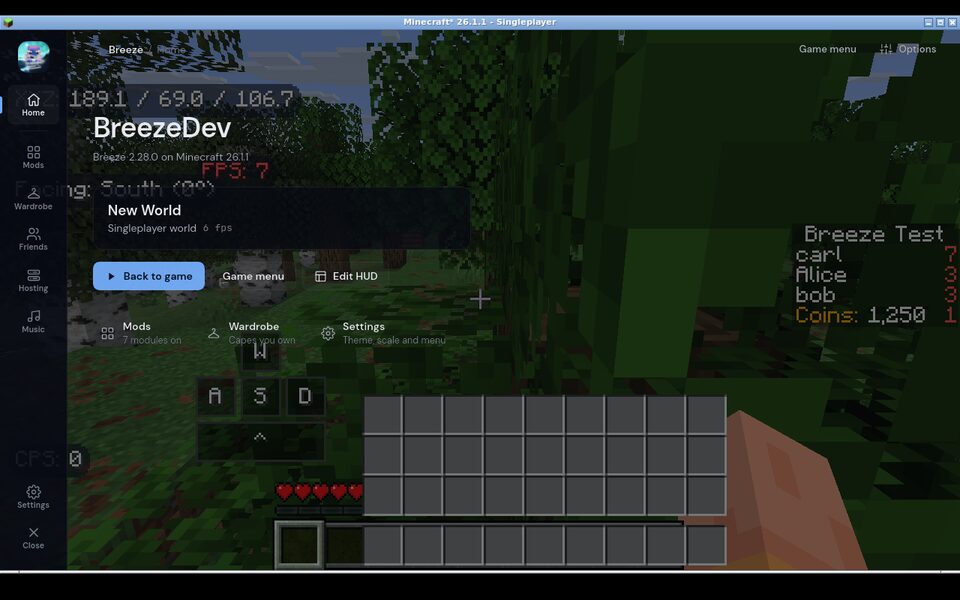 Minecraft* 26.1.1 - Singleplayer
Breeze / Home
Game menu
Options
189.1 / 69.0 / 106.7
Home
BreezeDev
Breeze 2.28.0 on Minecraft 26.1.1
FPS: 7
Mods
Facing: South (0°)
Wardrobe
New World
Singleplayer world 6 fps
Friends
Breeze Test
carl 7
Alice 3
bob 3
Coins: 1,250 1
Back to game
Game menu
Edit HUD
Hosting
Music
Mods
7 modules on
Wardrobe
Capes you own
Settings
Theme, scale and menu
W
A
S
D
^
CPS: 0
Settings
Close